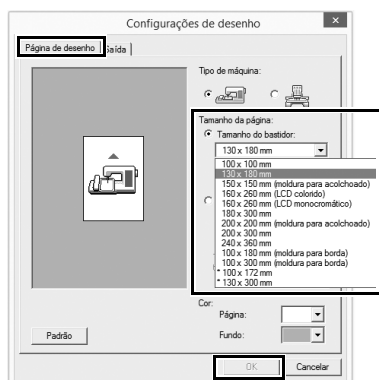 Configurações de desenho
Página de desenho
Saída
Tipo de máquina:
Tamanho da página:
Tamanho do bastidor:
130 x 180 mm
100 x 100 mm
130 x 180 mm
150 x 150 mm (moldura para acolchoado)
160 x 260 mm (LCD colorido)
160 x 260 mm (LCD monocromático)
180 x 300 mm
200 x 200 mm (moldura para acolchoado)
200 x 300 mm
240 x 360 mm
100 x 180 mm (moldura para borda)
100 x 300 mm (moldura para borda)
* 100 x 172 mm
* 130 x 300 mm
Cor:
Página:
Fundo:
Padrão
OK
Cancelar